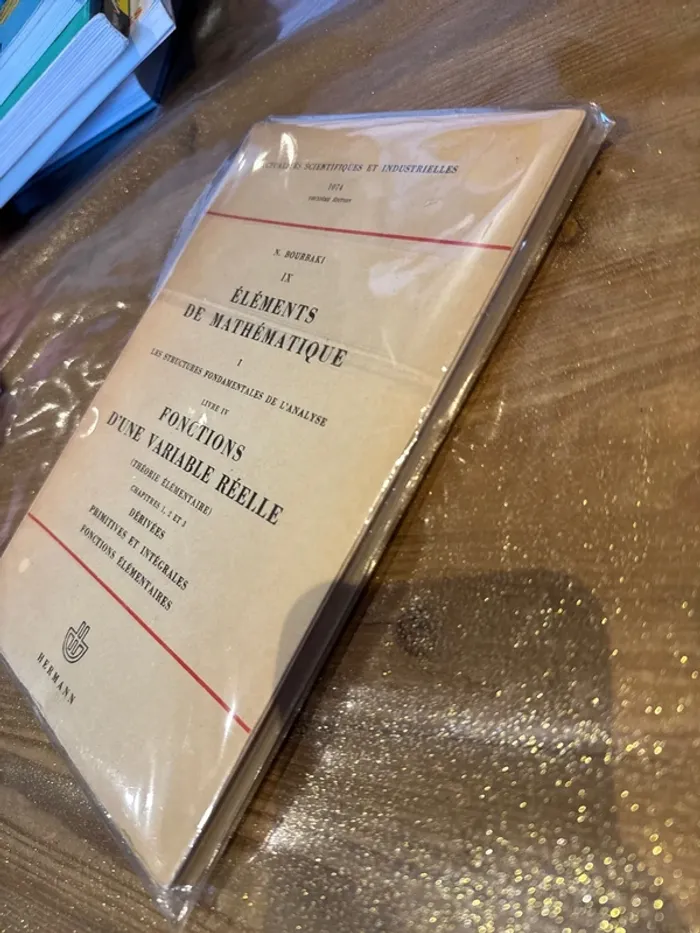 ACTUALITÉS SCIENTIFIQUES ET INDUSTRIELLES
1074
N. BOURBAKI
IX
ÉLÉMENTS
DE MATHÉMATIQUE
I
LES STRUCTURES FONDAMENTALES DE L'ANALYSE
LIVRE IV
FONCTIONS
D'UNE VARIABLE RÉELLE
(THÉORIE ÉLÉMENTAIRE)
CHAPITRES 1, 2 ET 3
DÉRIVÉES
PRIMITIVES ET INTÉGRALES
FONCTIONS ÉLÉMENTAIRES
HERMANN